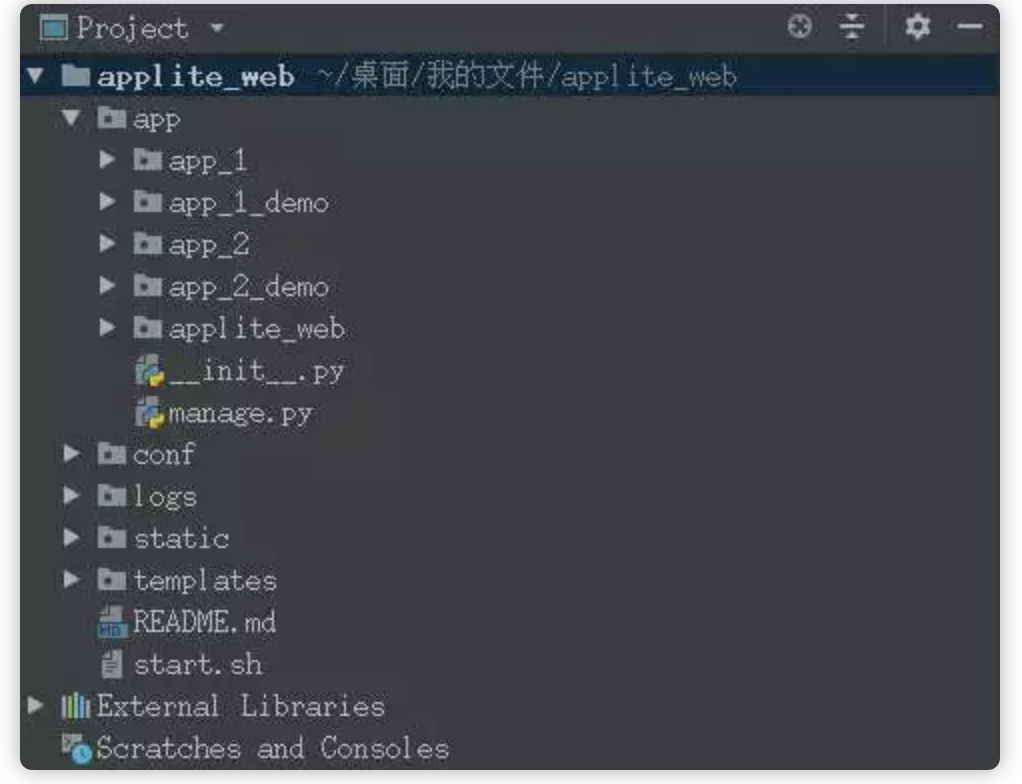 Project
applite_web ~/桌面/我的文件/applite_web
app
app_1
app_1_demo
app_2
app_2_demo
applite_web
__init__.py
manage.py
conf
logs
static
templates
README.md
start.sh
External Libraries
Scratches and Consoles